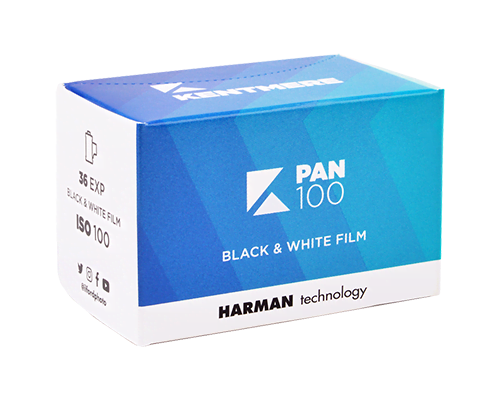 KENTMERE
PAN
100
BLACK & WHITE FILM
HARMAN technology
36 EXP
BLACK & WHITE FILM
ISO 100
@ilfordphoto